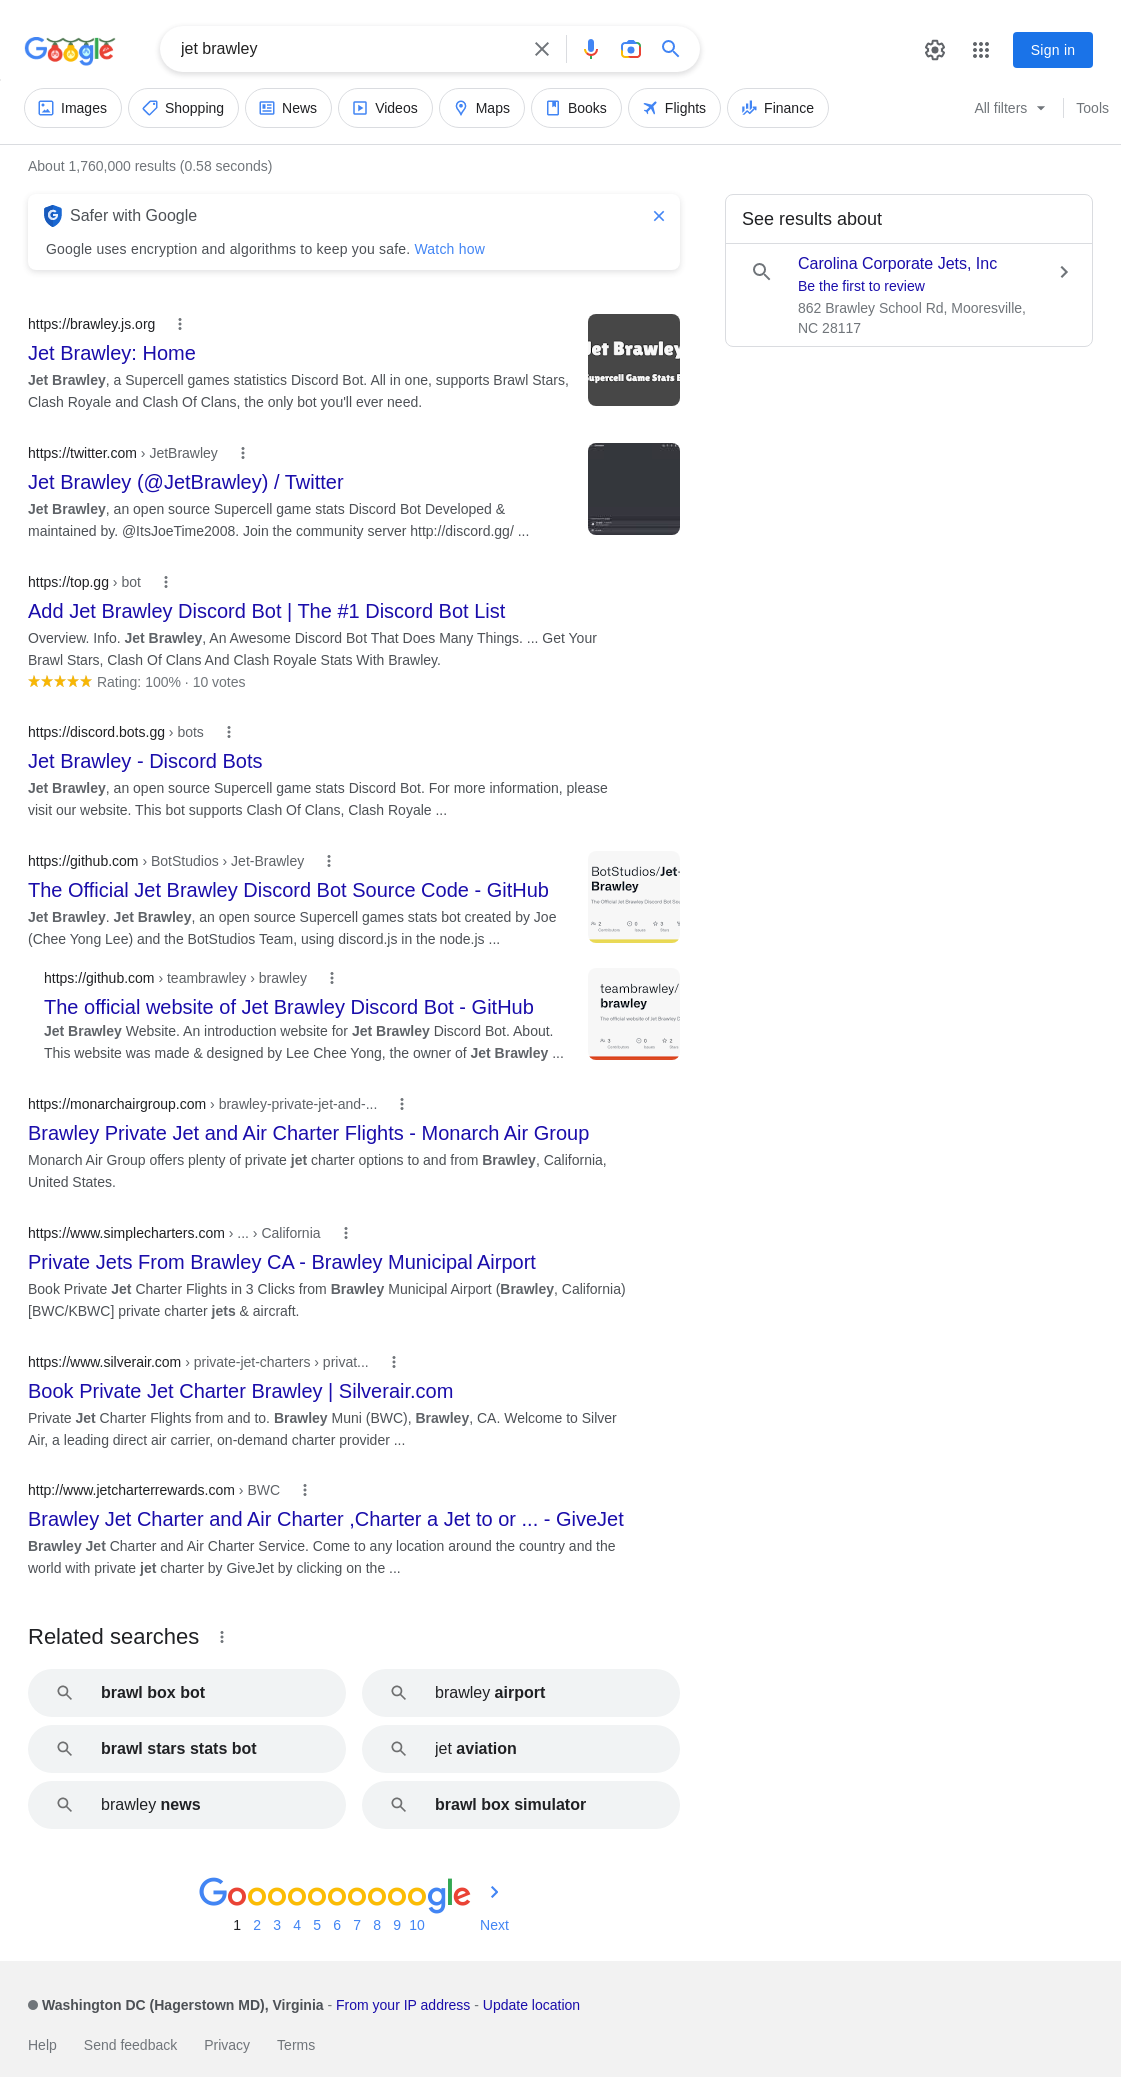 Google
jet brawley
Sign in
Images
Shopping
News
Videos
Maps
Books
Flights
Finance
All filters
Tools
About 1,760,000 results (0.58 seconds)
Safer with Google
Google uses encryption and algorithms to keep you safe. Watch how
See results about
Carolina Corporate Jets, Inc
Be the first to review
862 Brawley School Rd, Mooresville,
NC 28117
https://brawley.js.org
Jet Brawley: Home
Jet Brawley, a Supercell games statistics Discord Bot. All in one, supports Brawl Stars,
Clash Royale and Clash Of Clans, the only bot you'll ever need.
Jet Brawley
Supercell Game Stats
https://twitter.com › JetBrawley
Jet Brawley (@JetBrawley) / Twitter
Jet Brawley, an open source Supercell game stats Discord Bot Developed &
maintained by. @ItsJoeTime2008. Join the community server http://discord.gg/ ...
https://top.gg › bot
Add Jet Brawley Discord Bot | The #1 Discord Bot List
Overview. Info. Jet Brawley, An Awesome Discord Bot That Does Many Things. ... Get Your
Brawl Stars, Clash Of Clans And Clash Royale Stats With Brawley.
Rating: 100% · 10 votes
https://discord.bots.gg › bots
Jet Brawley - Discord Bots
Jet Brawley, an open source Supercell game stats Discord Bot. For more information, please
visit our website. This bot supports Clash Of Clans, Clash Royale ...
https://github.com › BotStudios › Jet-Brawley
The Official Jet Brawley Discord Bot Source Code - GitHub
Jet Brawley. Jet Brawley, an open source Supercell games stats bot created by Joe
(Chee Yong Lee) and the BotStudios Team, using discord.js in the node.js ...
BotStudios/Jet-
Brawley
The Official Jet Brawley Discord Bot
2 0 3
Contributors Issues Stars
https://github.com › teambrawley › brawley
The official website of Jet Brawley Discord Bot - GitHub
Jet Brawley Website. An introduction website for Jet Brawley Discord Bot. About.
This website was made & designed by Lee Chee Yong, the owner of Jet Brawley ...
teambrawley/
brawley
The official website of Jet Brawley
3 0 2
Contributors Issues Stars
https://monarchairgroup.com › brawley-private-jet-and-...
Brawley Private Jet and Air Charter Flights - Monarch Air Group
Monarch Air Group offers plenty of private jet charter options to and from Brawley, California,
United States.
https://www.simplecharters.com › ... › California
Private Jets From Brawley CA - Brawley Municipal Airport
Book Private Jet Charter Flights in 3 Clicks from Brawley Municipal Airport (Brawley, California)
[BWC/KBWC] private charter jets & aircraft.
https://www.silverair.com › private-jet-charters › privat...
Book Private Jet Charter Brawley | Silverair.com
Private Jet Charter Flights from and to. Brawley Muni (BWC), Brawley, CA. Welcome to Silver
Air, a leading direct air carrier, on-demand charter provider ...
http://www.jetcharterrewards.com › BWC
Brawley Jet Charter and Air Charter ,Charter a Jet to or ... - GiveJet
Brawley Jet Charter and Air Charter Service. Come to any location around the country and the
world with private jet charter by GiveJet by clicking on the ...
Related searches
brawl box bot
brawley airport
brawl stars stats bot
jet aviation
brawley news
brawl box simulator
Goooooooooogle
1 2 3 4 5 6 7 8 9 10 Next
Washington DC (Hagerstown MD), Virginia - From your IP address - Update location
Help Send feedback Privacy Terms